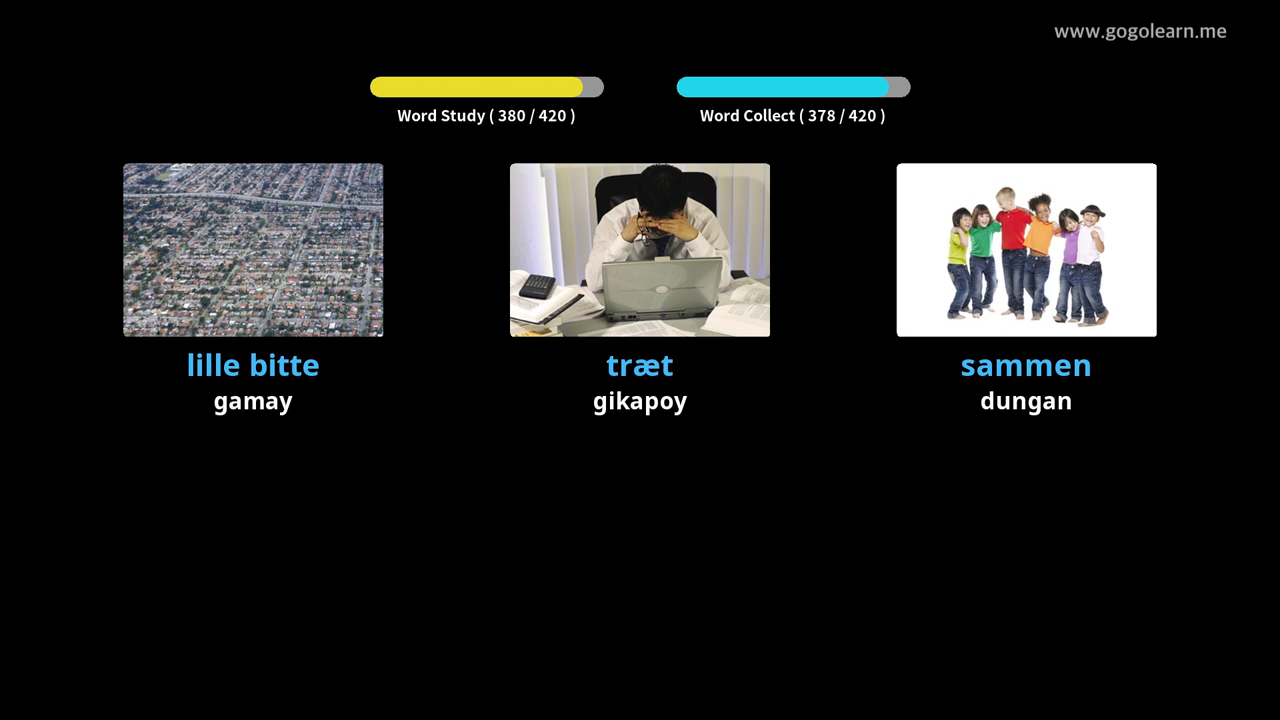 www.gogolearn.me
Word Study ( 380 / 420 )
Word Collect ( 378 / 420 )
lille bitte
gamay
træt
gikapoy
sammen
dungan